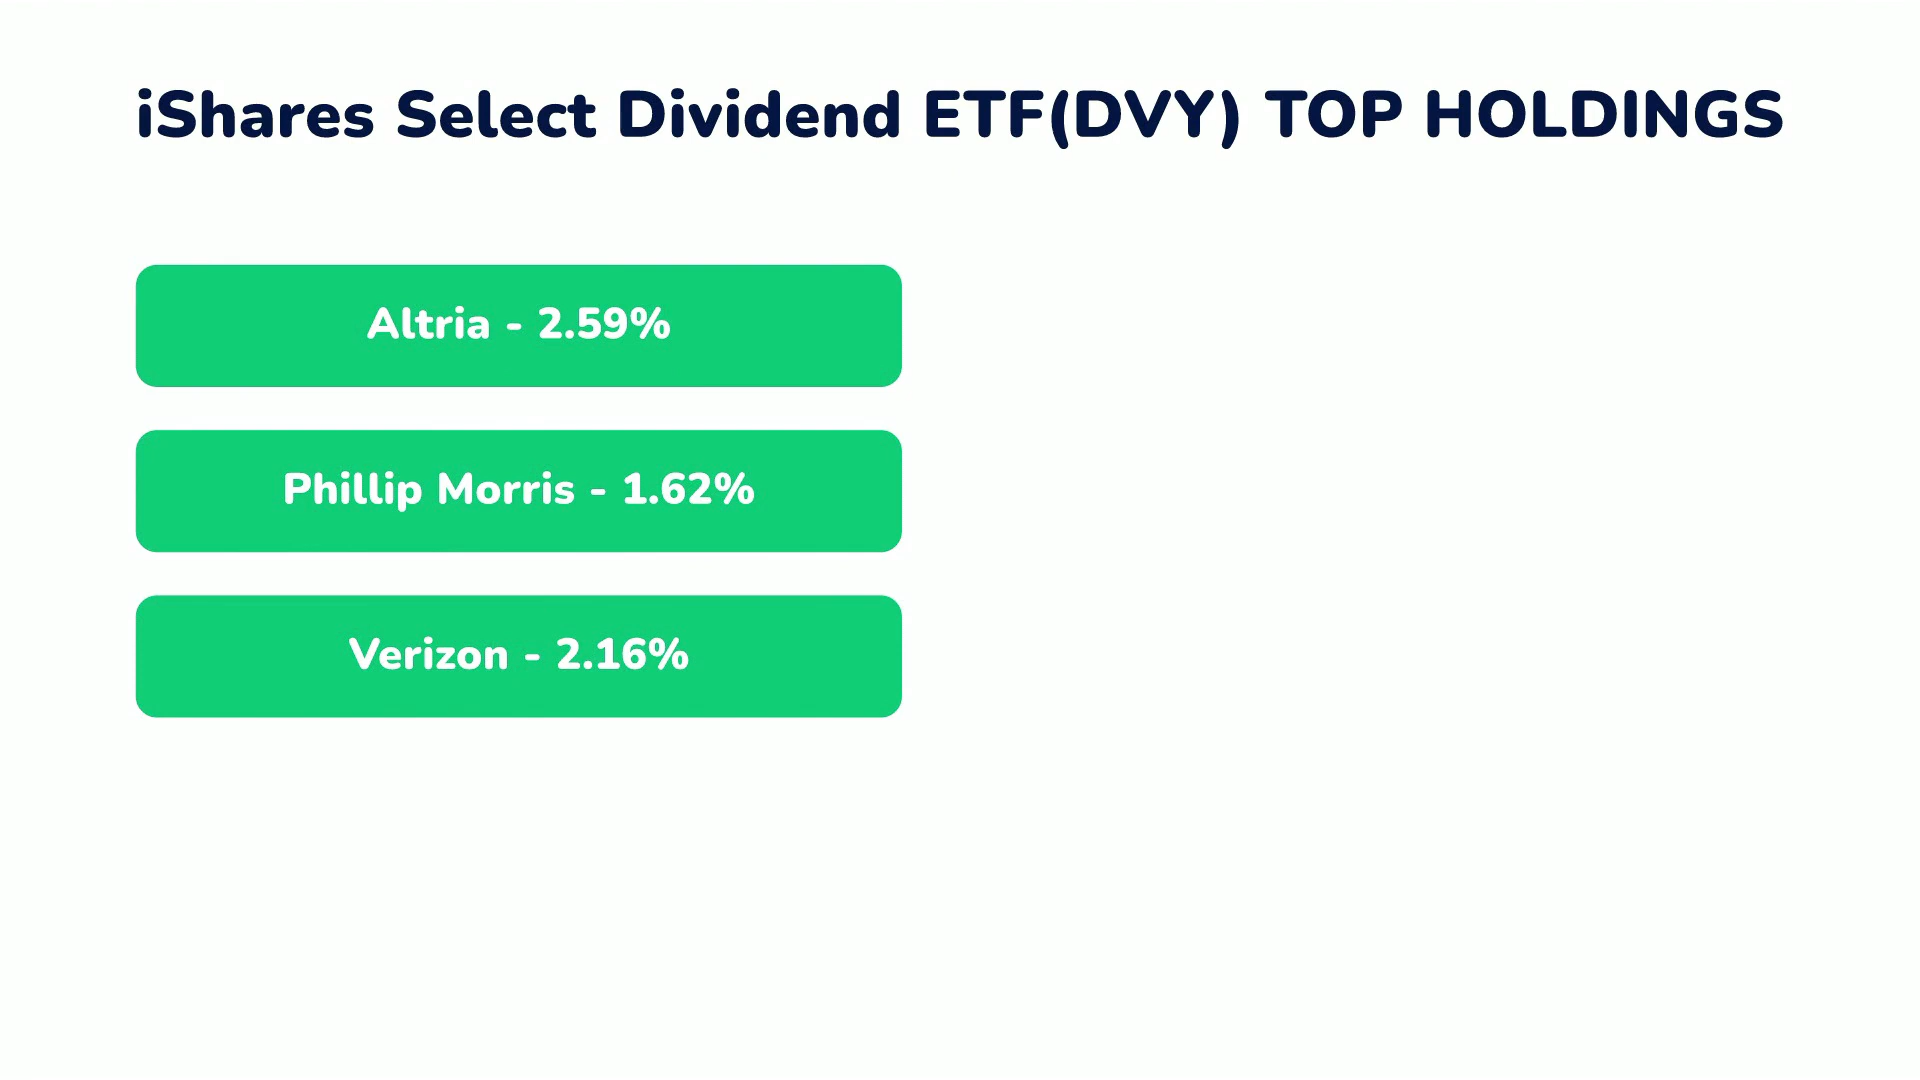 iShares Select Dividend ETF(DVY) TOP HOLDINGS
Altria - 2.59%
Phillip Morris - 1.62%
Verizon - 2.16%